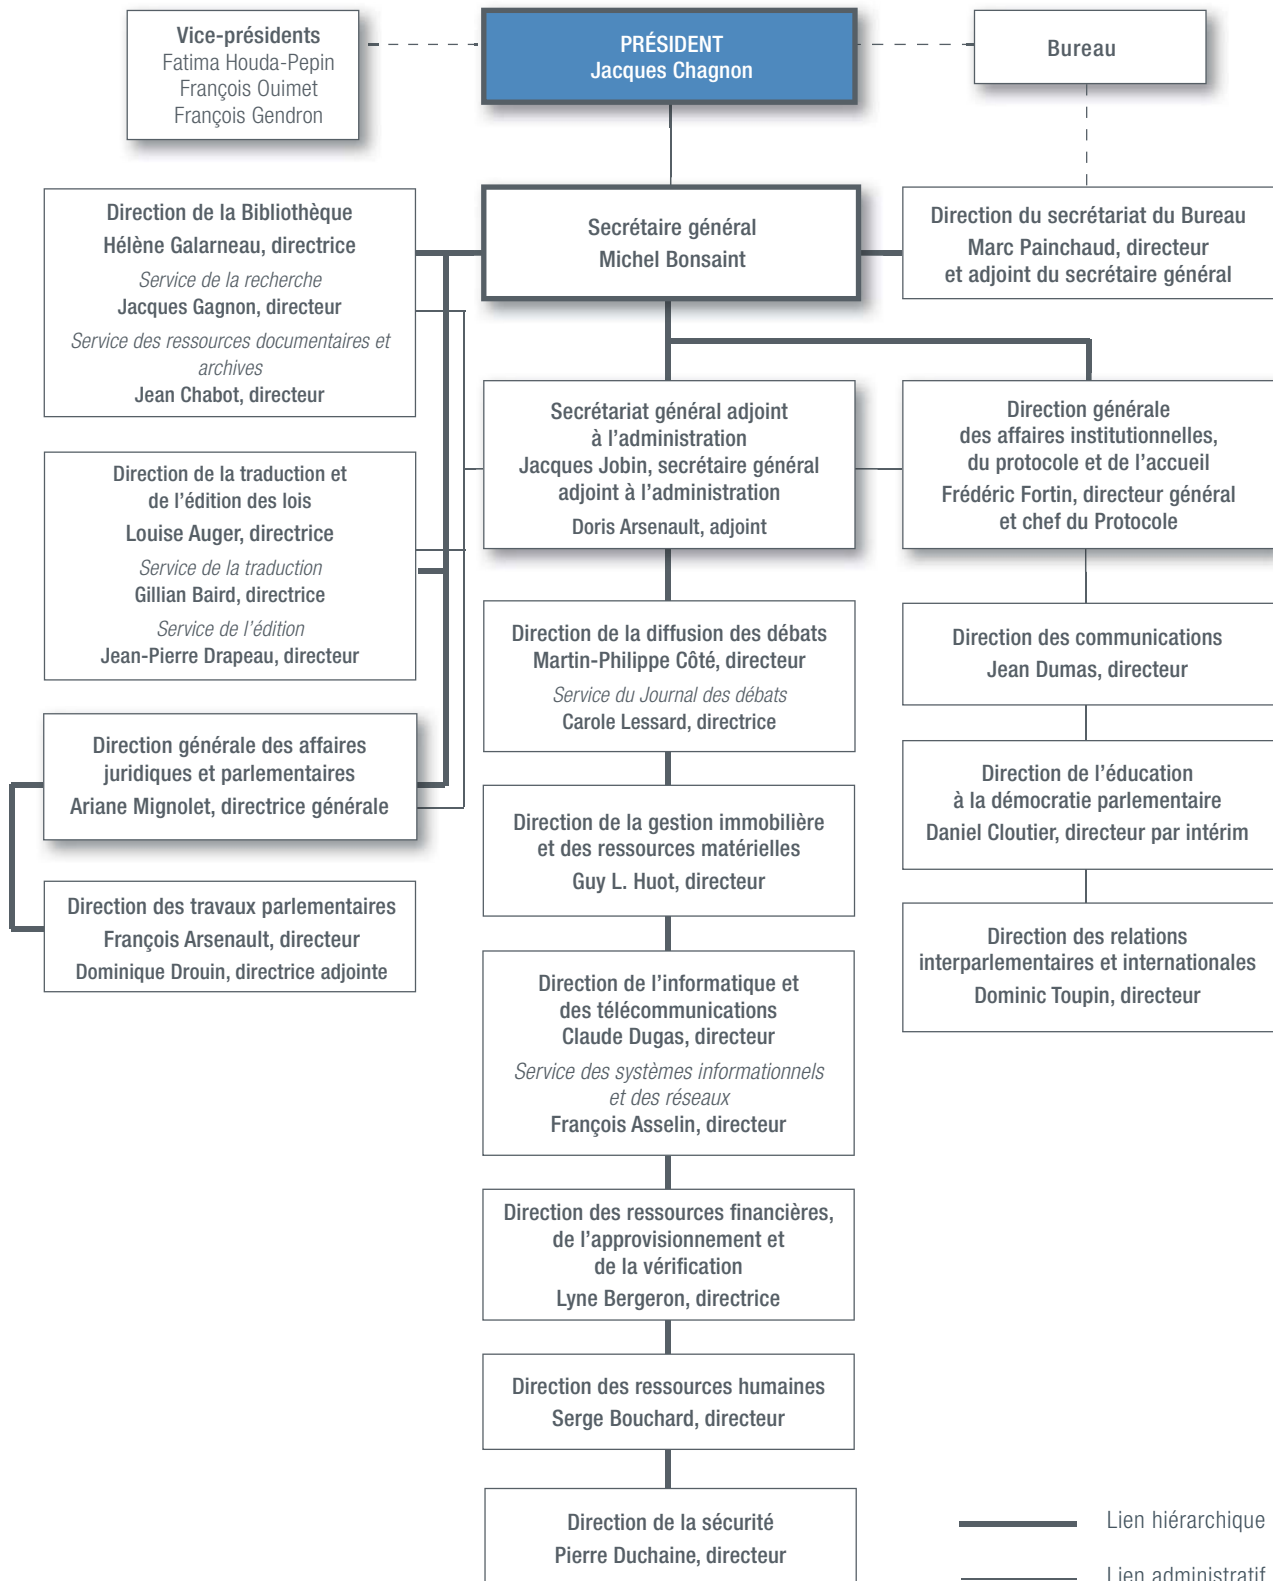 Vice-présidents
Fatima Houda-Pepin
François Ouimet
François Gendron
PRÉSIDENT
Jacques Chagnon
Bureau
Direction de la Bibliothèque
Hélène Galarneau, directrice
Service de la recherche
Jacques Gagnon, directeur
Service des ressources documentaires et
archives
Jean Chabot, directeur
Secrétaire général
Michel Bonsaint
Direction du secrétariat du Bureau
Marc Painchaud, directeur
et adjoint du secrétaire général
Secrétariat général adjoint
à l’administration
Jacques Jobin, secrétaire général
adjoint à l’administration
Doris Arsenault, adjoint
Direction générale
des affaires institutionnelles,
du protocole et de l’accueil
Frédéric Fortin, directeur général
et chef du Protocole
Direction de la traduction et
de l’édition des lois
Louise Auger, directrice
Service de la traduction
Gillian Baird, directrice
Service de l’édition
Jean-Pierre Drapeau, directeur
Direction de la diffusion des débats
Martin-Philippe Côté, directeur
Service du Journal des débats
Carole Lessard, directrice
Direction des communications
Jean Dumas, directeur
Direction générale des affaires
juridiques et parlementaires
Ariane Mignolet, directrice générale
Direction de la gestion immobilière
et des ressources matérielles
Guy L. Huot, directeur
Direction de l’éducation
à la démocratie parlementaire
Daniel Cloutier, directeur par intérim
Direction des travaux parlementaires
François Arsenault, directeur
Dominique Drouin, directrice adjointe
Direction de l’informatique et
des télécommunications
Claude Dugas, directeur
Service des systèmes informationnels
et des réseaux
François Asselin, directeur
Direction des relations
interparlementaires et internationales
Dominic Toupin, directeur
Direction des ressources financières,
de l’approvisionnement et
de la vérification
Lyne Bergeron, directrice
Direction des ressources humaines
Serge Bouchard, directeur
Direction de la sécurité
Pierre Duchaine, directeur
Lien hiérarchique
Lien administratif